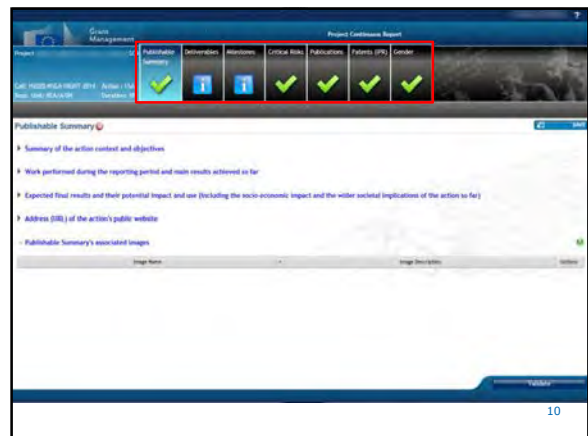 ?
Grant
Management
Project Continuous Report
Project
Publishable
Summary
Deliverables
Milestones
Critical Risks
Publications
Patents (IPR)
Gender
Publishable Summary
SAVE
Summary of the action context and objectives
Work performed during the reporting period and main results achieved so far
Expected final results and their potential impact and use (including the socio-economic impact and the wider societal implications of the action so far)
Address (URL) of the action's public website
Publishable Summary's associated images
Image Name
Image Description
Actions
Validate
10